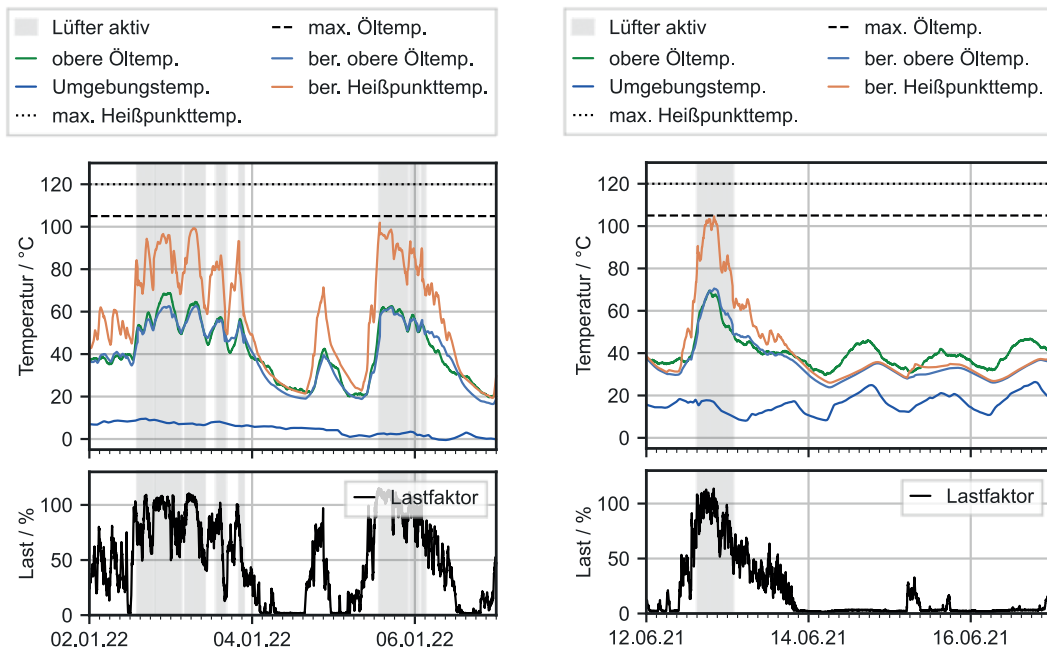 Lüfter aktiv
max. Öltemp.
obere Öltemp.
ber. obere Öltemp.
Umgebungstemp.
ber. Heißpunkttemp.
max. Heißpunkttemp.
120
100
80
60
40
20
0
Temperatur / °C
Lastfaktor
100
50
0
Last / %
02.01.22
04.01.22
06.01.22
Lüfter aktiv
max. Öltemp.
obere Öltemp.
ber. obere Öltemp.
Umgebungstemp.
ber. Heißpunkttemp.
max. Heißpunkttemp.
120
100
80
60
40
20
0
Temperatur / °C
Lastfaktor
100
50
0
Last / %
12.06.21
14.06.21
16.06.21